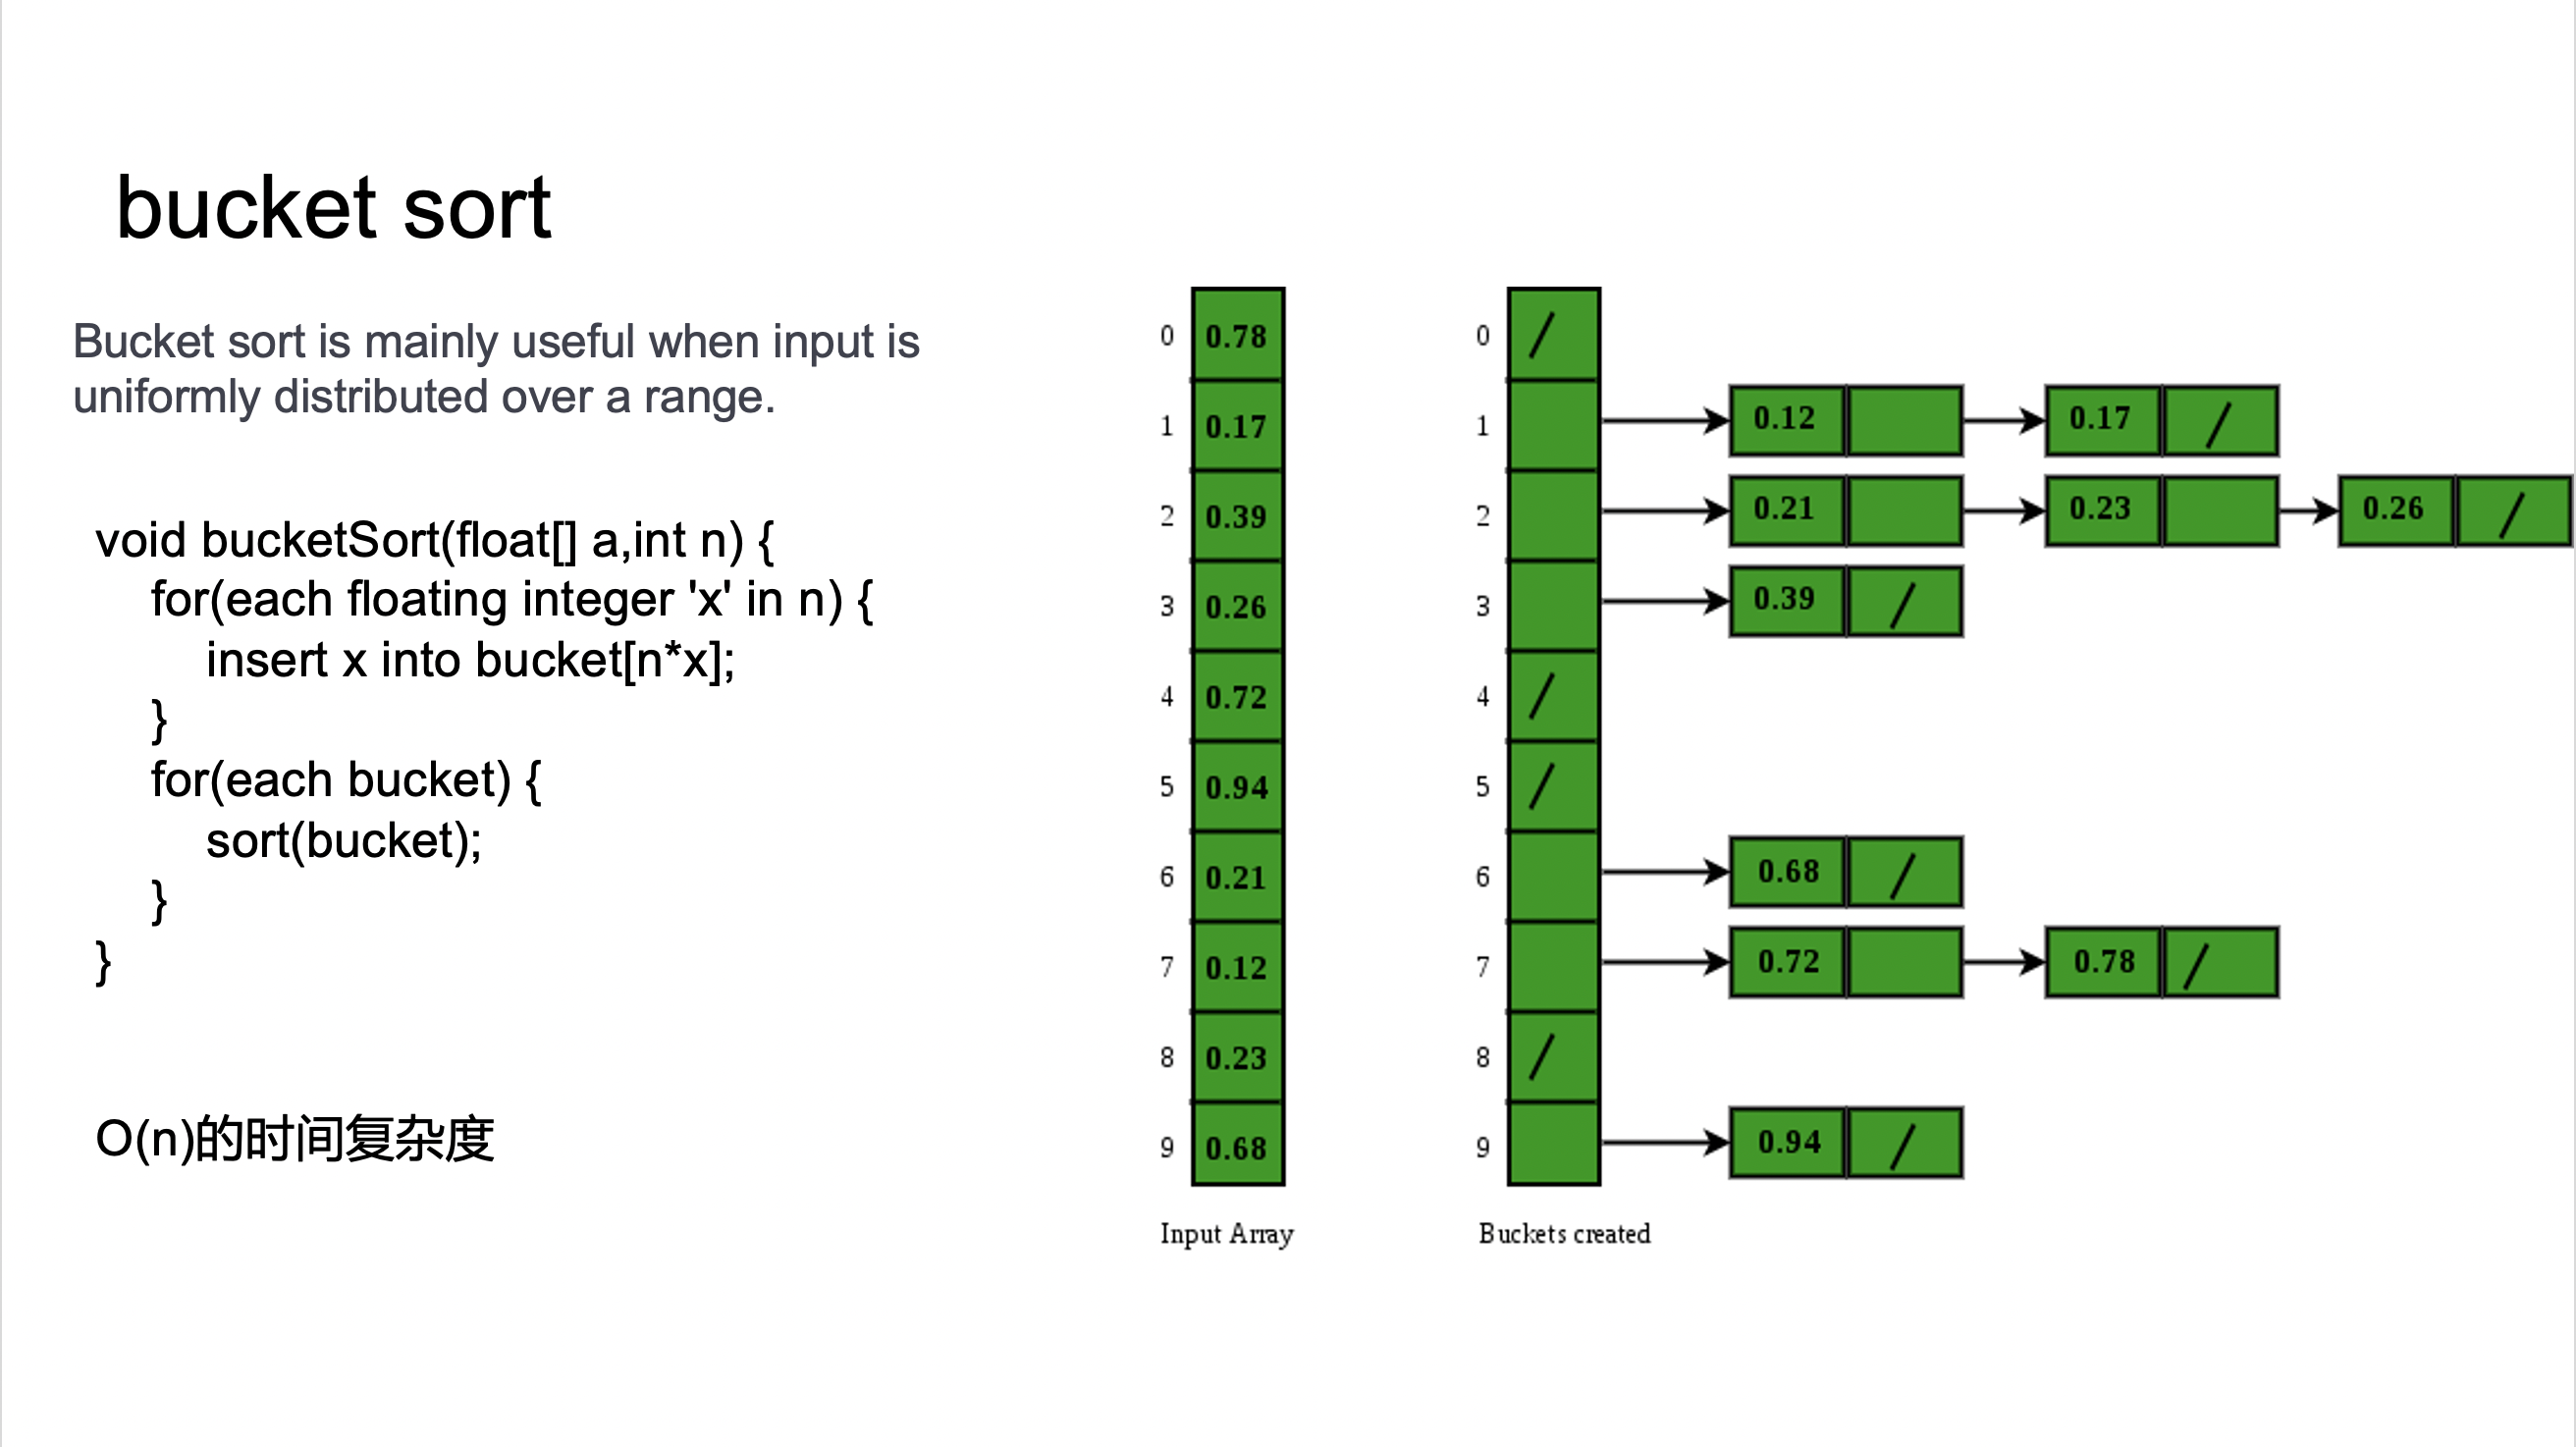 bucket sort
Bucket sort is mainly useful when input is
uniformly distributed over a range.
void bucketSort(float[] a,int n) {
for(each floating integer 'x' in n) {
insert x into bucket[n*x];
}
for(each bucket) {
sort(bucket);
}
}
O(n)的时间复杂度
0 0.78
1 0.17
2 0.39
3 0.26
4 0.72
5 0.94
6 0.21
7 0.12
8 0.23
9 0.68
Input Array
0 /
1 0.12 0.17 /
2 0.21 0.23 0.26 /
3 0.39 /
4 /
5 /
6 0.68 /
7 0.72 0.78 /
8 /
9 0.94 /
Buckets created